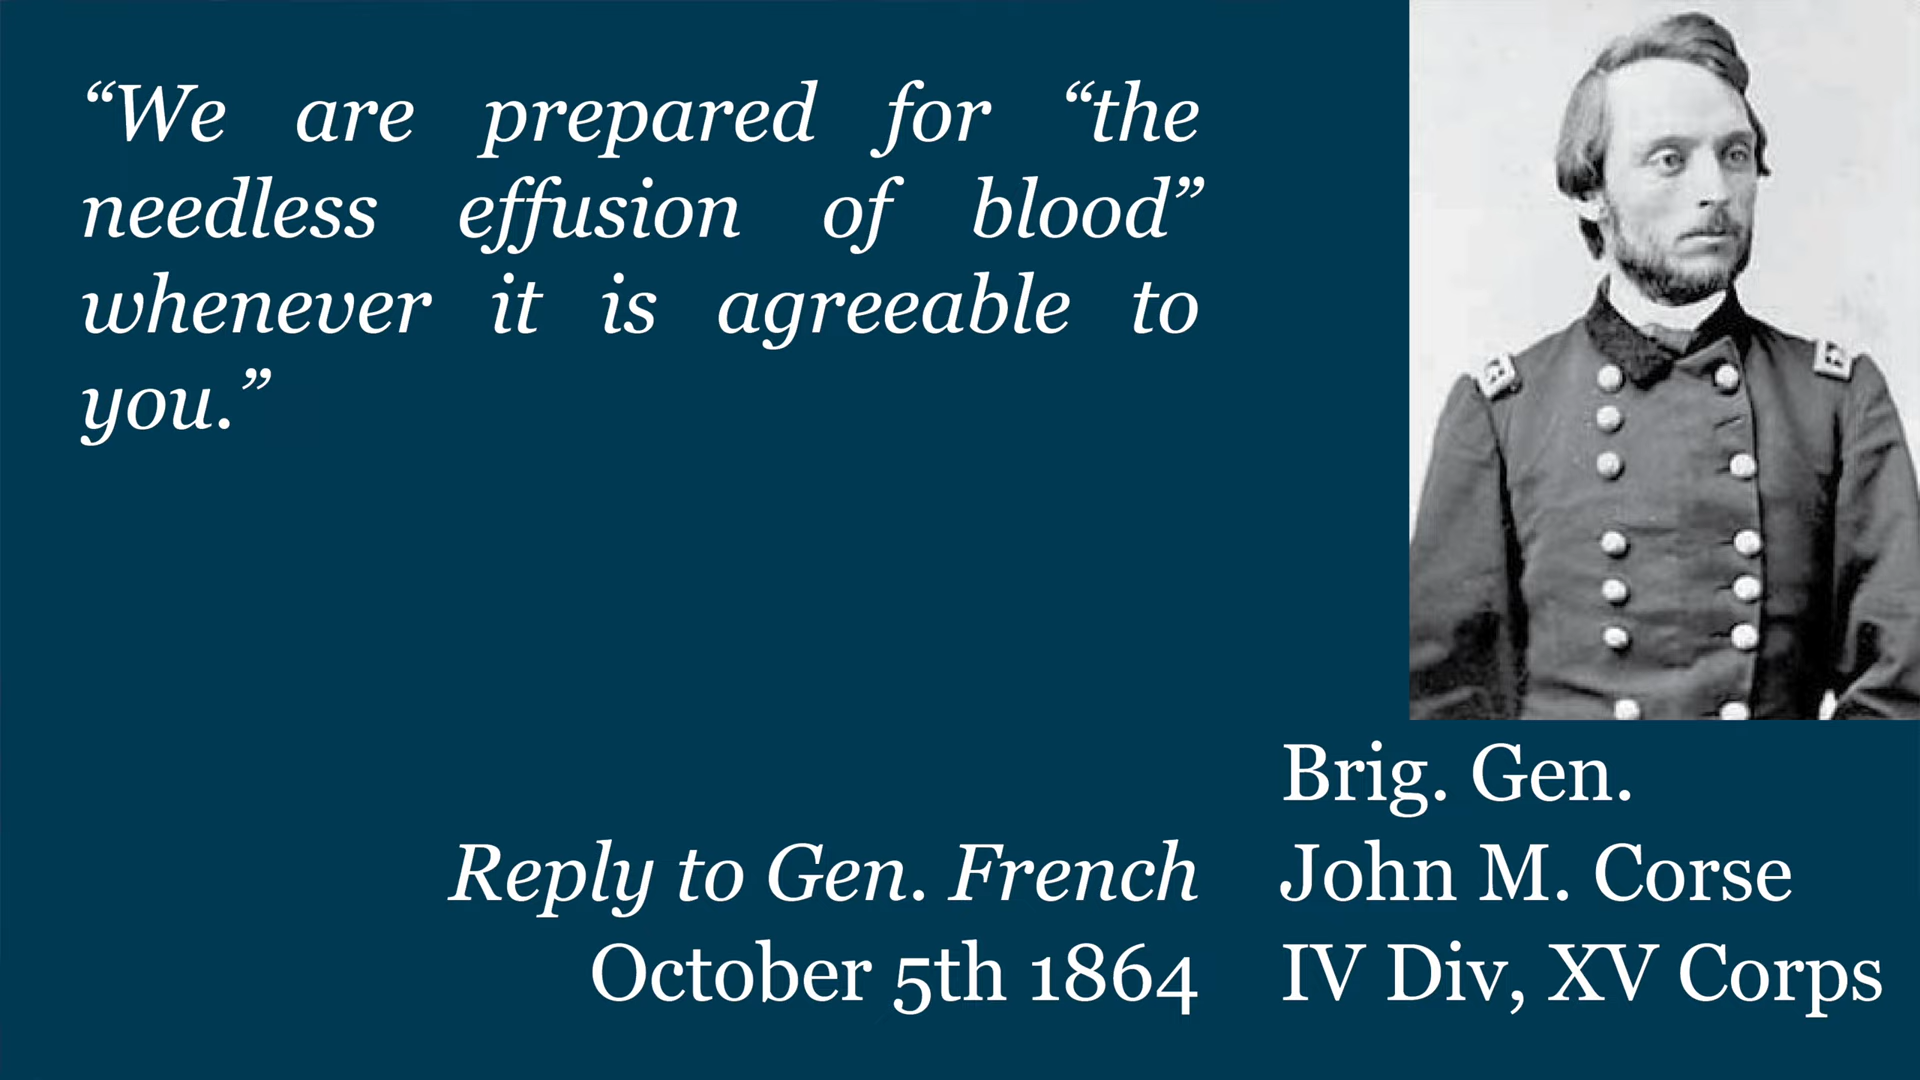 “We are prepared for “the
needless effusion of blood”
whenever it is agreeable to
you.”
Reply to Gen. French
October 5th 1864
Brig. Gen.
John M. Corse
IV Div, XV Corps